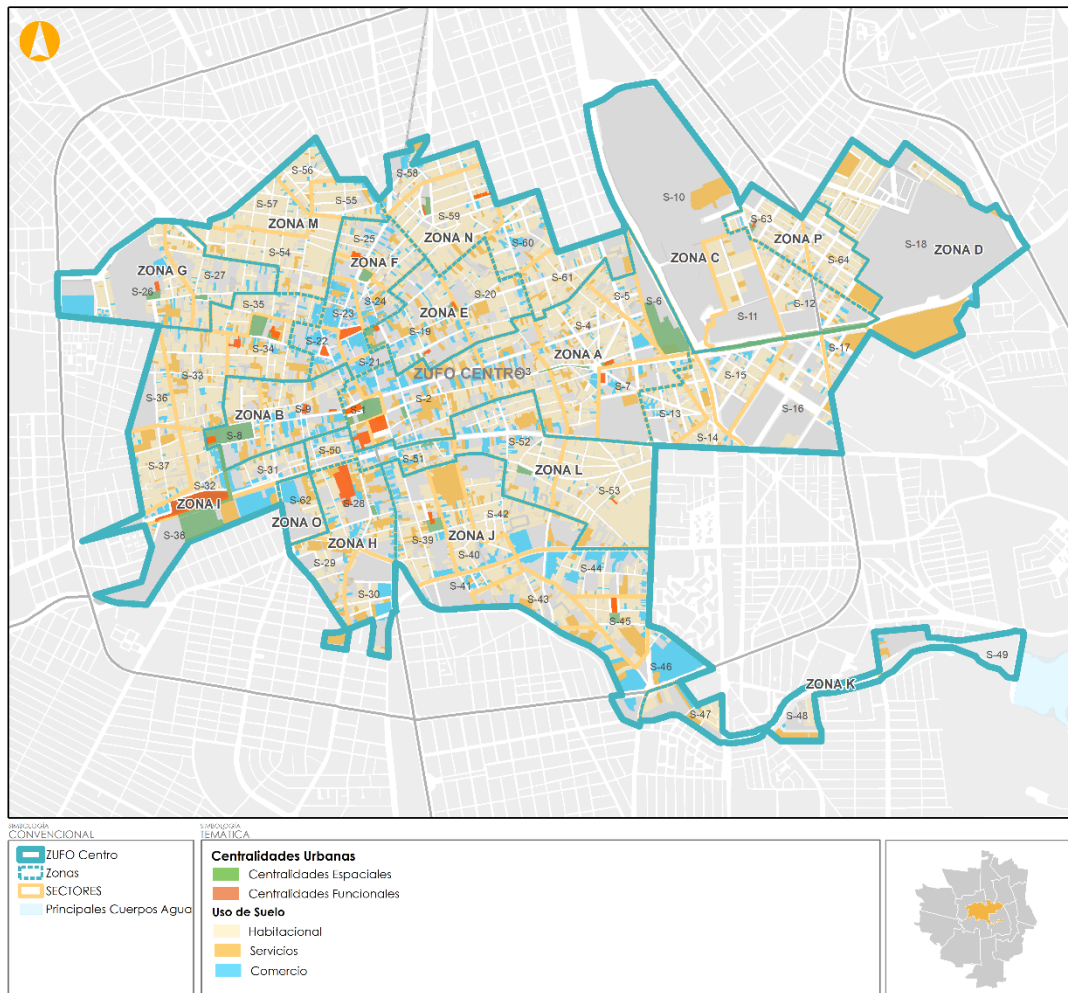 S-10
S-56
S-58
S-57
S-55
S-59
S-63
ZONA M
ZONA P
S-25
ZONA N
S-60
S-18
ZONA D
S-54
ZONA C
S-64
ZONA F
ZONA G
S-27
S-61
S-26
S-20
S-5
S-6
S-24
S-12
S-35
S-23
ZONA E
S-11
S-19
S-4
S-22
S-34
S-17
ZONA A
S-21
S-33
ZUFO CENTRO
S-15
S-7
S-36
S-2
S-16
S-9
S-1
ZONA B
S-13
S-8
S-14
S-52
S-50
S-51
S-37
S-31
ZONA L
S-32
S-53
S-62
S-28
ZONA I
S-42
ZONA O
S-38
ZONA J
S-39
ZONA H
S-40
S-29
S-44
S-41
S-30
S-43
S-45
S-49
S-46
ZONA K
S-47
S-48
SIMBOLOGÍA
CONVENCIONAL
ZUFO Centro
Zonas
SECTORES
Principales Cuerpos Agua
SIMBOLOGÍA
TEMATICA
Centralidades Urbanas
Centralidades Espaciales
Centralidades Funcionales
Uso de Suelo
Habitacional
Servicios
Comercio